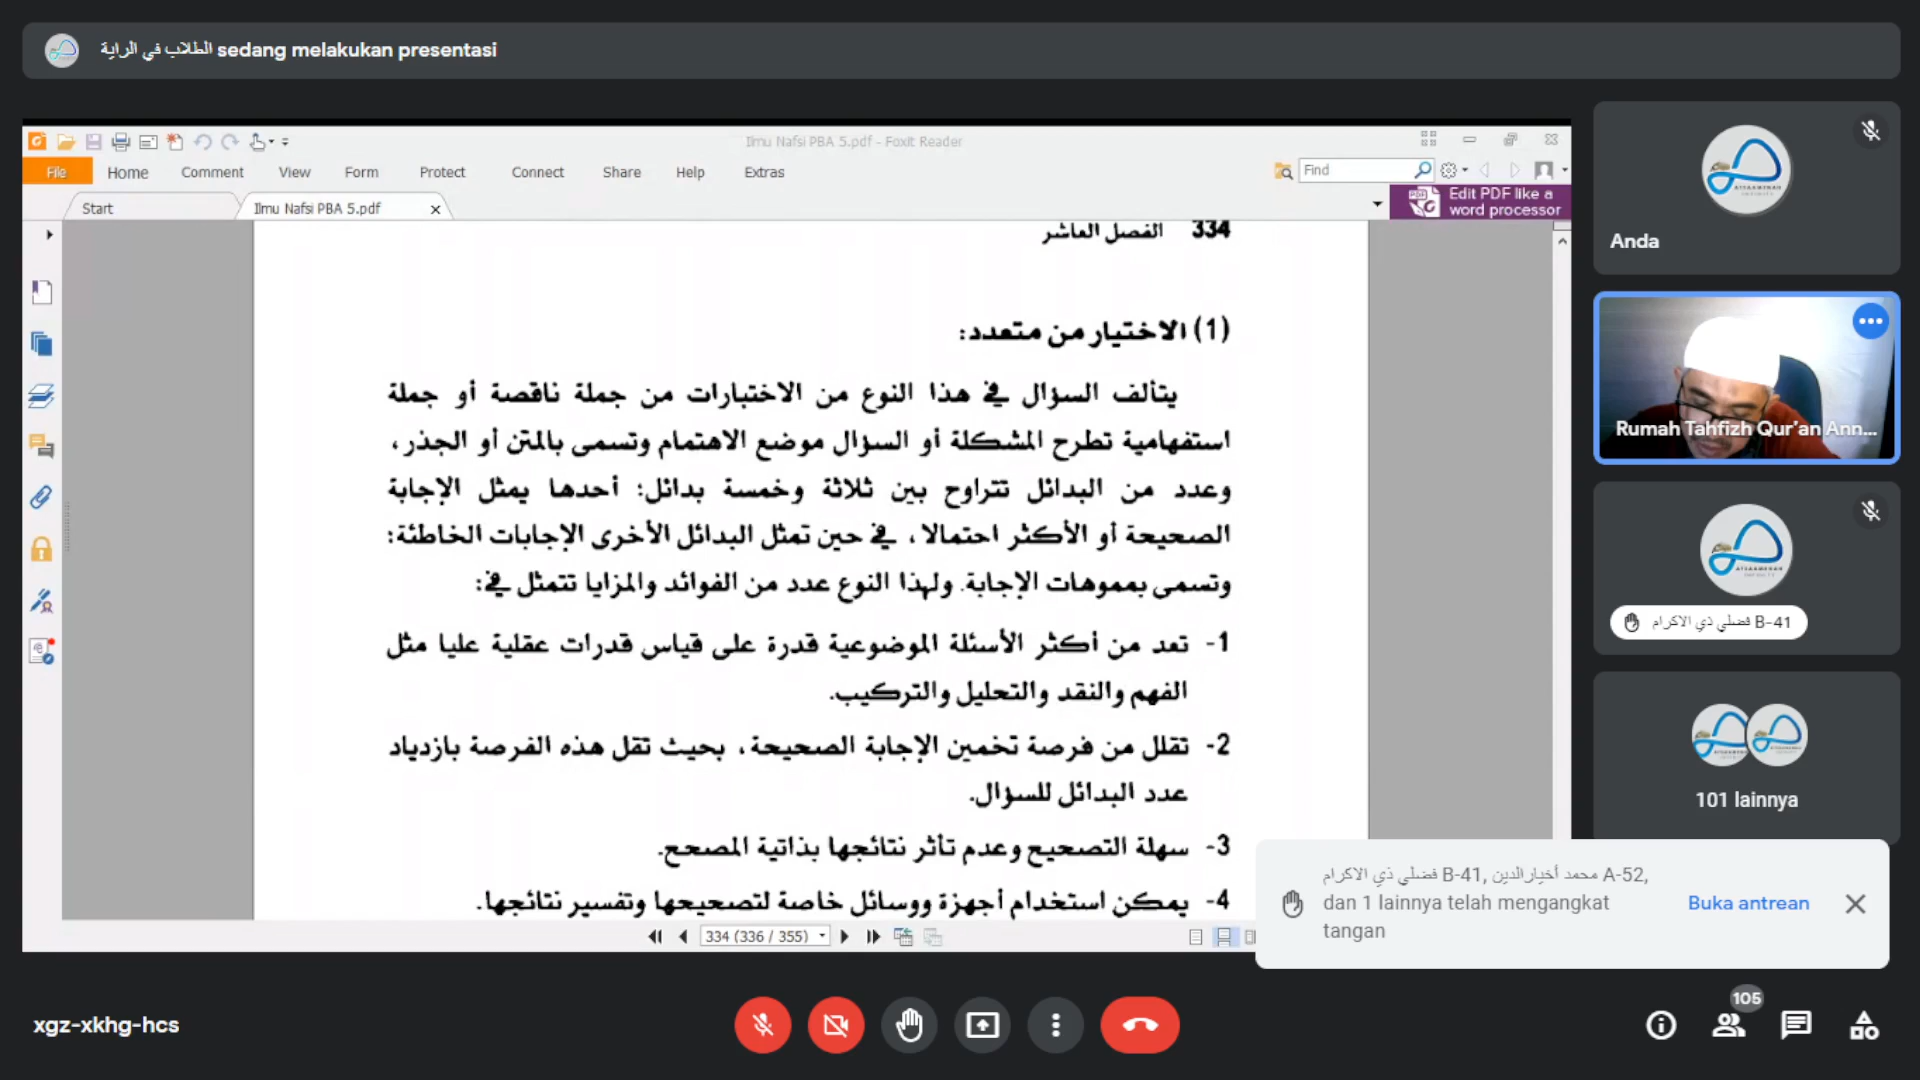 الطلاب في الراية sedang melakukan presentasi
Ilmu Nafsi PBA 5.pdf - Foxit Reader
File Home Comment View Form Protect Connect Share Help Extras
Find
Start
Ilmu Nafsi PBA 5.pdf
Edit PDF like a
word processor
334 الفصل العاشر
(1) الاختيار من متعدد:
يتألف السؤال في هذا النوع من الاختبارات من جملة ناقصة أو جملة
استفهامية تطرح المشكلة أو السؤال موضع الاهتمام وتسمى بالمتن أو الجذر،
وعدد من البدائل تتراوح بين ثلاثة وخمسة بدائل: أحدها يمثل الإجابة
الصحيحة أو الأكثر احتمالا، في حين تمثل البدائل الأخرى الإجابات الخاطئة:
وتسمى بمموهات الإجابة. ولهذا النوع عدد من الفوائد والمزايا تتمثل في:
1- تعد من أكثر الأسئلة الموضوعية قدرة على قياس قدرات عقلية عليا مثل
الفهم والنقد والتحليل والتركيب.
2- تقلل من فرصة تخمين الإجابة الصحيحة، بحيث تقل هذه الفرصة بازدياد
عدد البدائل للسؤال.
3- سهلة التصحيح وعدم تأثر نتائجها بذاتية المصحح.
4- يمكن استخدام أجهزة ووسائل خاصة لتصحيحها وتفسير نتائجها.
334 (336 / 355)
Anda
Rumah Tahfizh Qur'an Ann...
B-41 فضلي ذي الاكرام
101 lainnya
B-41 فضلي ذي الاكرام, A-52 محمد أخيارالدين,
dan 1 lainnya telah mengangkat
tangan
Buka antrean
xgz-xkhg-hcs
105